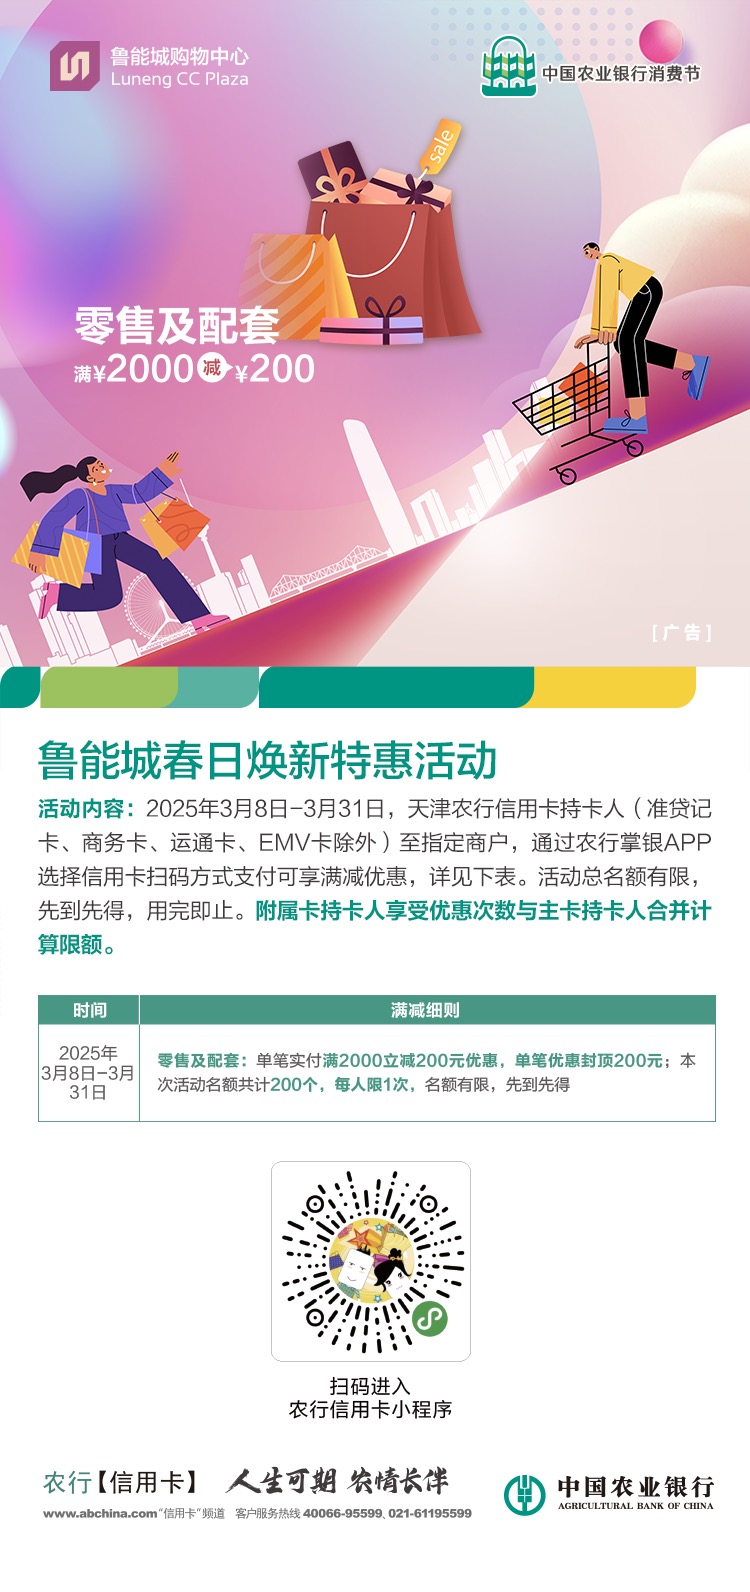 鲁能城购物中心
Luneng CC Plaza
中国农业银行消费节
sale
零售及配套
满¥2000减¥200
[广告]
鲁能城春日焕新特惠活动
活动内容：2025年3月8日-3月31日，天津农行信用卡持卡人（准贷记
卡、商务卡、运通卡、EMV卡除外）至指定商户，通过农行掌银APP
选择信用卡扫码方式支付可享满减优惠，详见下表。活动总名额有限，
先到先得，用完即止。附属卡持卡人享受优惠次数与主卡持卡人合并计
算限额。
时间 满减细则
2025年
3月8日-3月
31日
零售及配套：单笔实付满2000立减200元优惠，单笔优惠封顶200元；本
次活动名额共计200个，每人限1次，名额有限，先到先得
扫码进入
农行信用卡小程序
农行【信用卡】 人生可期 农情长伴
www.abchina.com“信用卡”频道 客户服务热线 40066-95599、021-61195599
中国农业银行
AGRICULTURAL BANK OF CHINA